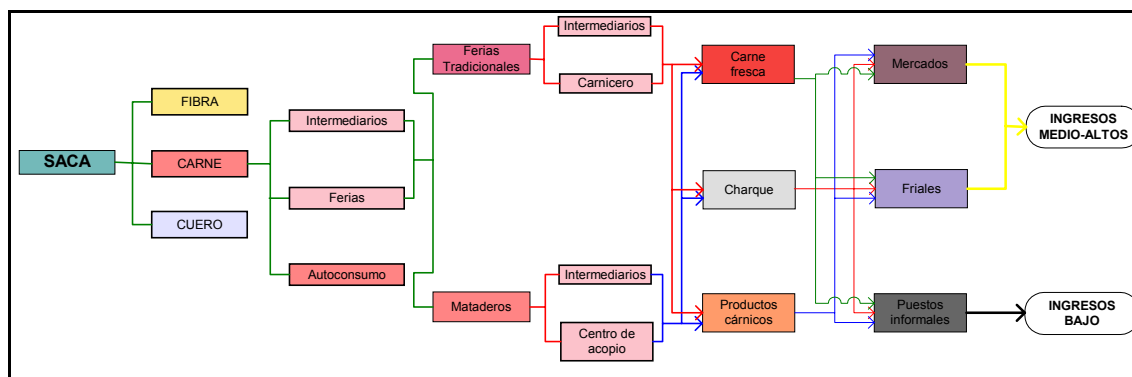 SACA
FIBRA
CARNE
CUERO
Intermediarios
Ferias
Autoconsumo
Ferias
Tradicionales
Mataderos
Intermediarios
Carnicero
Intermediarios
Centro de
acopio
Carne
fresca
Charque
Productos
cárnicos
Mercados
Friales
Puestos
informales
INGRESOS
MEDIO-ALTOS
INGRESOS
BAJO